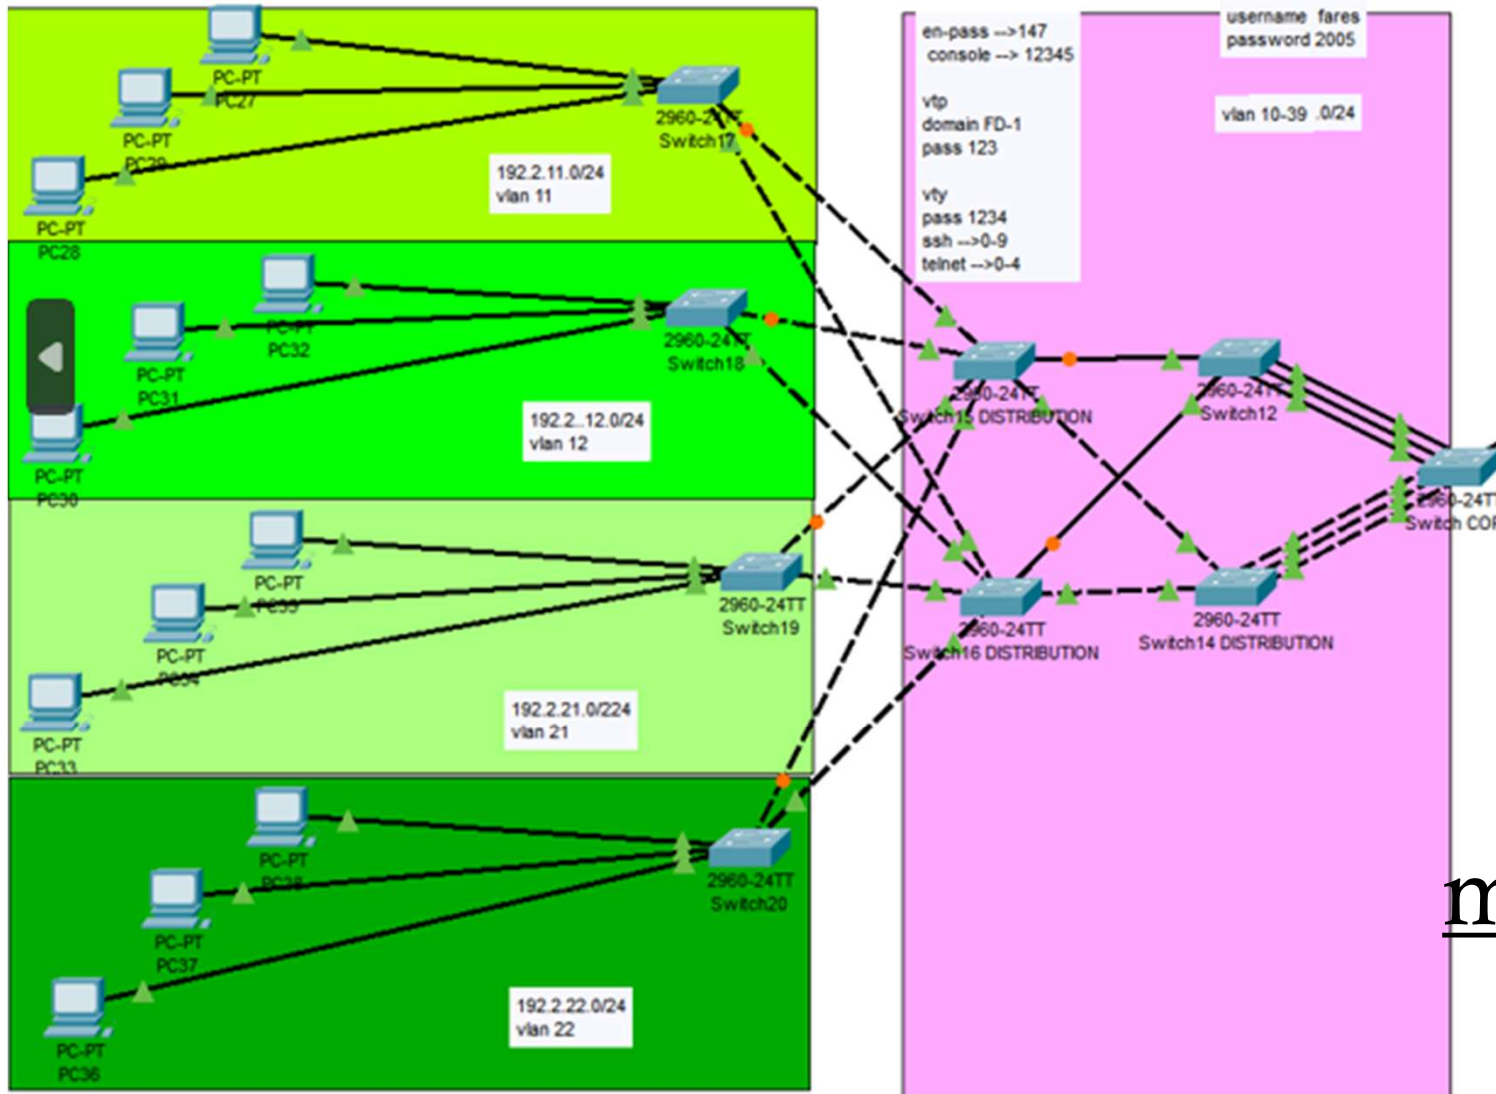 PC-PT
PC27
PC-PT
PC29
PC-PT
PC28
2960-24TT
Switch17
192.2.11.0/24
vlan 11
PC-PT
PC32
PC-PT
PC31
PC-PT
PC30
2960-24TT
Switch18
192.2..12.0/24
vlan 12
PC-PT
PC-PT
PC34
PC-PT
PC33
2960-24TT
Switch19
192.2.21.0/224
vlan 21
PC-PT
PC38
PC-PT
PC37
PC-PT
PC36
2960-24TT
Switch20
192.2.22.0/24
vlan 22
en-pass -->147
console --> 12345
vtp
domain FD-1
pass 123
vty
pass 1234
ssh -->0-9
telnet -->0-4
username fares
password 2005
vlan 10-39 .0/24
2960-24TT
Switch15 DISTRIBUTION
2960-24TT
Switch12
2960-24TT
Switch COR
2960-24TT
Switch16 DISTRIBUTION
2960-24TT
Switch14 DISTRIBUTION
m